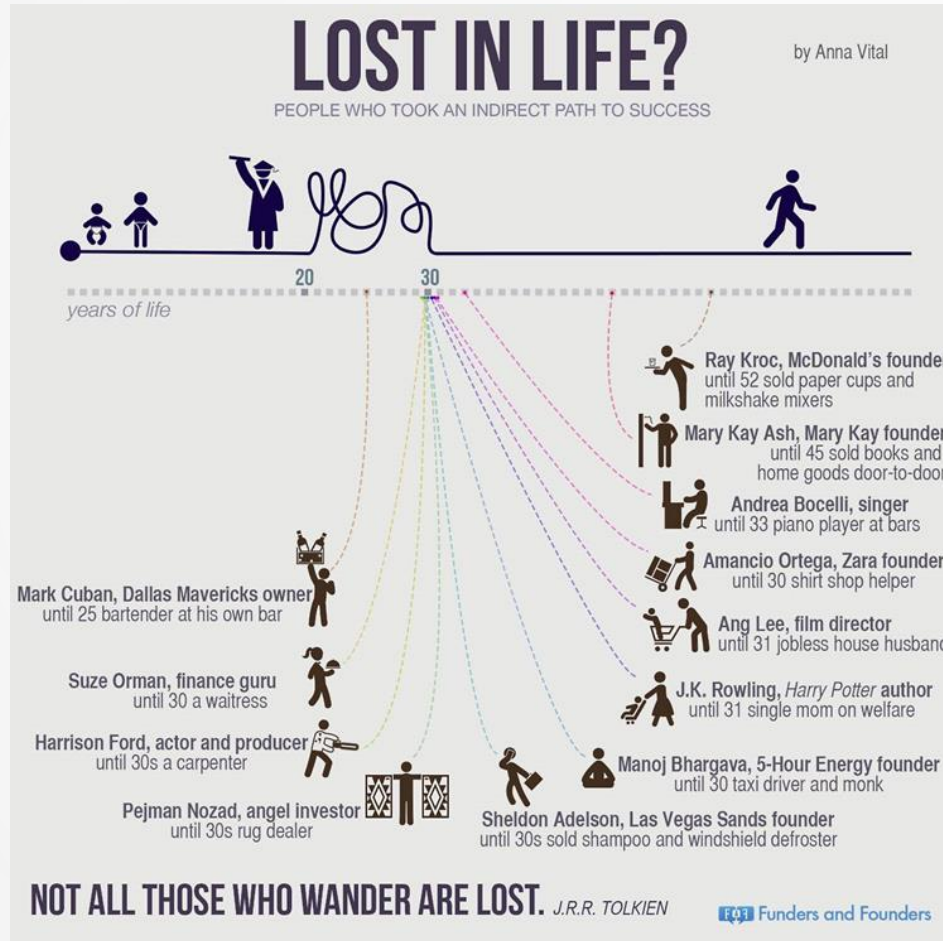 LOST IN LIFE?
by Anna Vital
PEOPLE WHO TOOK AN INDIRECT PATH TO SUCCESS
20
30
years of life
Ray Kroc, McDonald's founde
until 52 sold paper cups and
milkshake mixers
Mary Kay Ash, Mary Kay founder
until 45 sold books and
home goods door-to-door
Andrea Bocelli, singer
until 33 piano player at bars
Amancio Ortega, Zara founder
until 30 shirt shop helper
Ang Lee, film director
until 31 jobless house husband
J.K. Rowling, Harry Potter author
until 31 single mom on welfare
Manoj Bhargava, 5-Hour Energy founder
until 30 taxi driver and monk
Sheldon Adelson, Las Vegas Sands founder
until 30s sold shampoo and windshield defroster
Mark Cuban, Dallas Mavericks owner
until 25 bartender at his own bar
Suze Orman, finance guru
until 30 a waitress
Harrison Ford, actor and producer
until 30s a carpenter
Pejman Nozad, angel investor
until 30s rug dealer
NOT ALL THOSE WHO WANDER ARE LOST. J.R.R. TOLKIEN
Funders and Founders